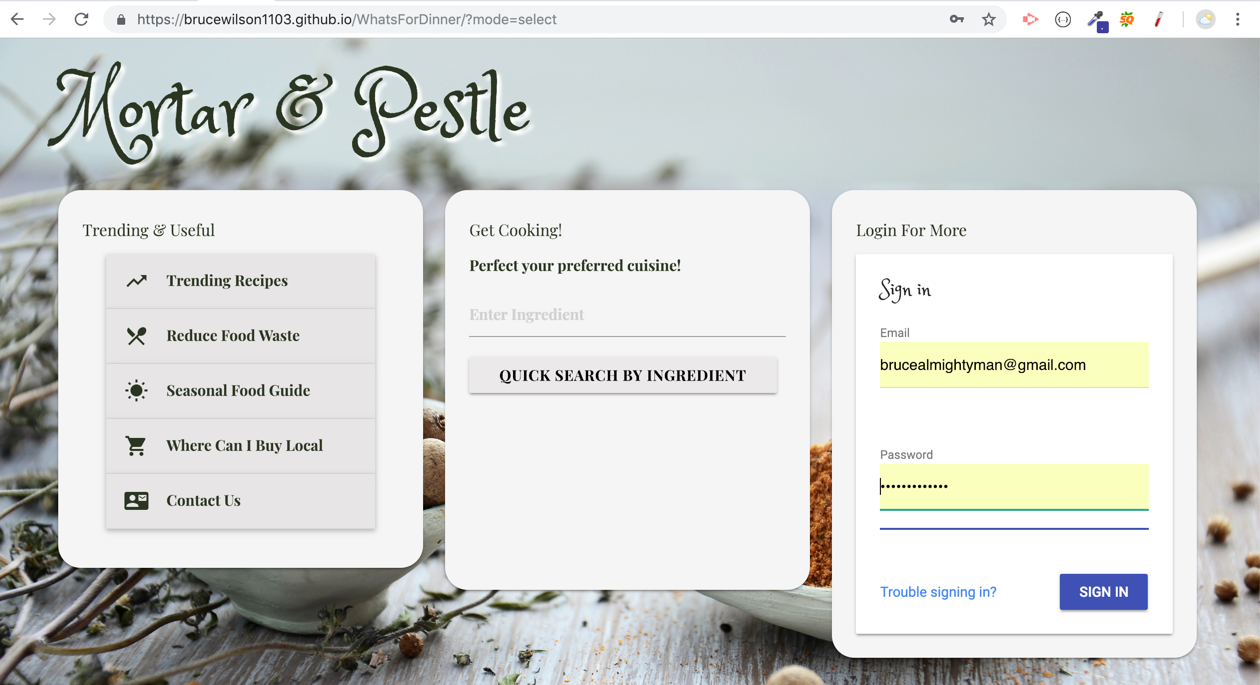 https://brucewilson1103.github.io/WhatsForDinner/?mode=select
Mortar & Pestle
Trending & Useful
Trending Recipes
Reduce Food Waste
Seasonal Food Guide
Where Can I Buy Local
Contact Us
Get Cooking!
Perfect your preferred cuisine!
Enter Ingredient
QUICK SEARCH BY INGREDIENT
Login For More
Sign in
Email
brucealmightyman@gmail.com
Password
•••••••••••••
Trouble signing in?
SIGN IN